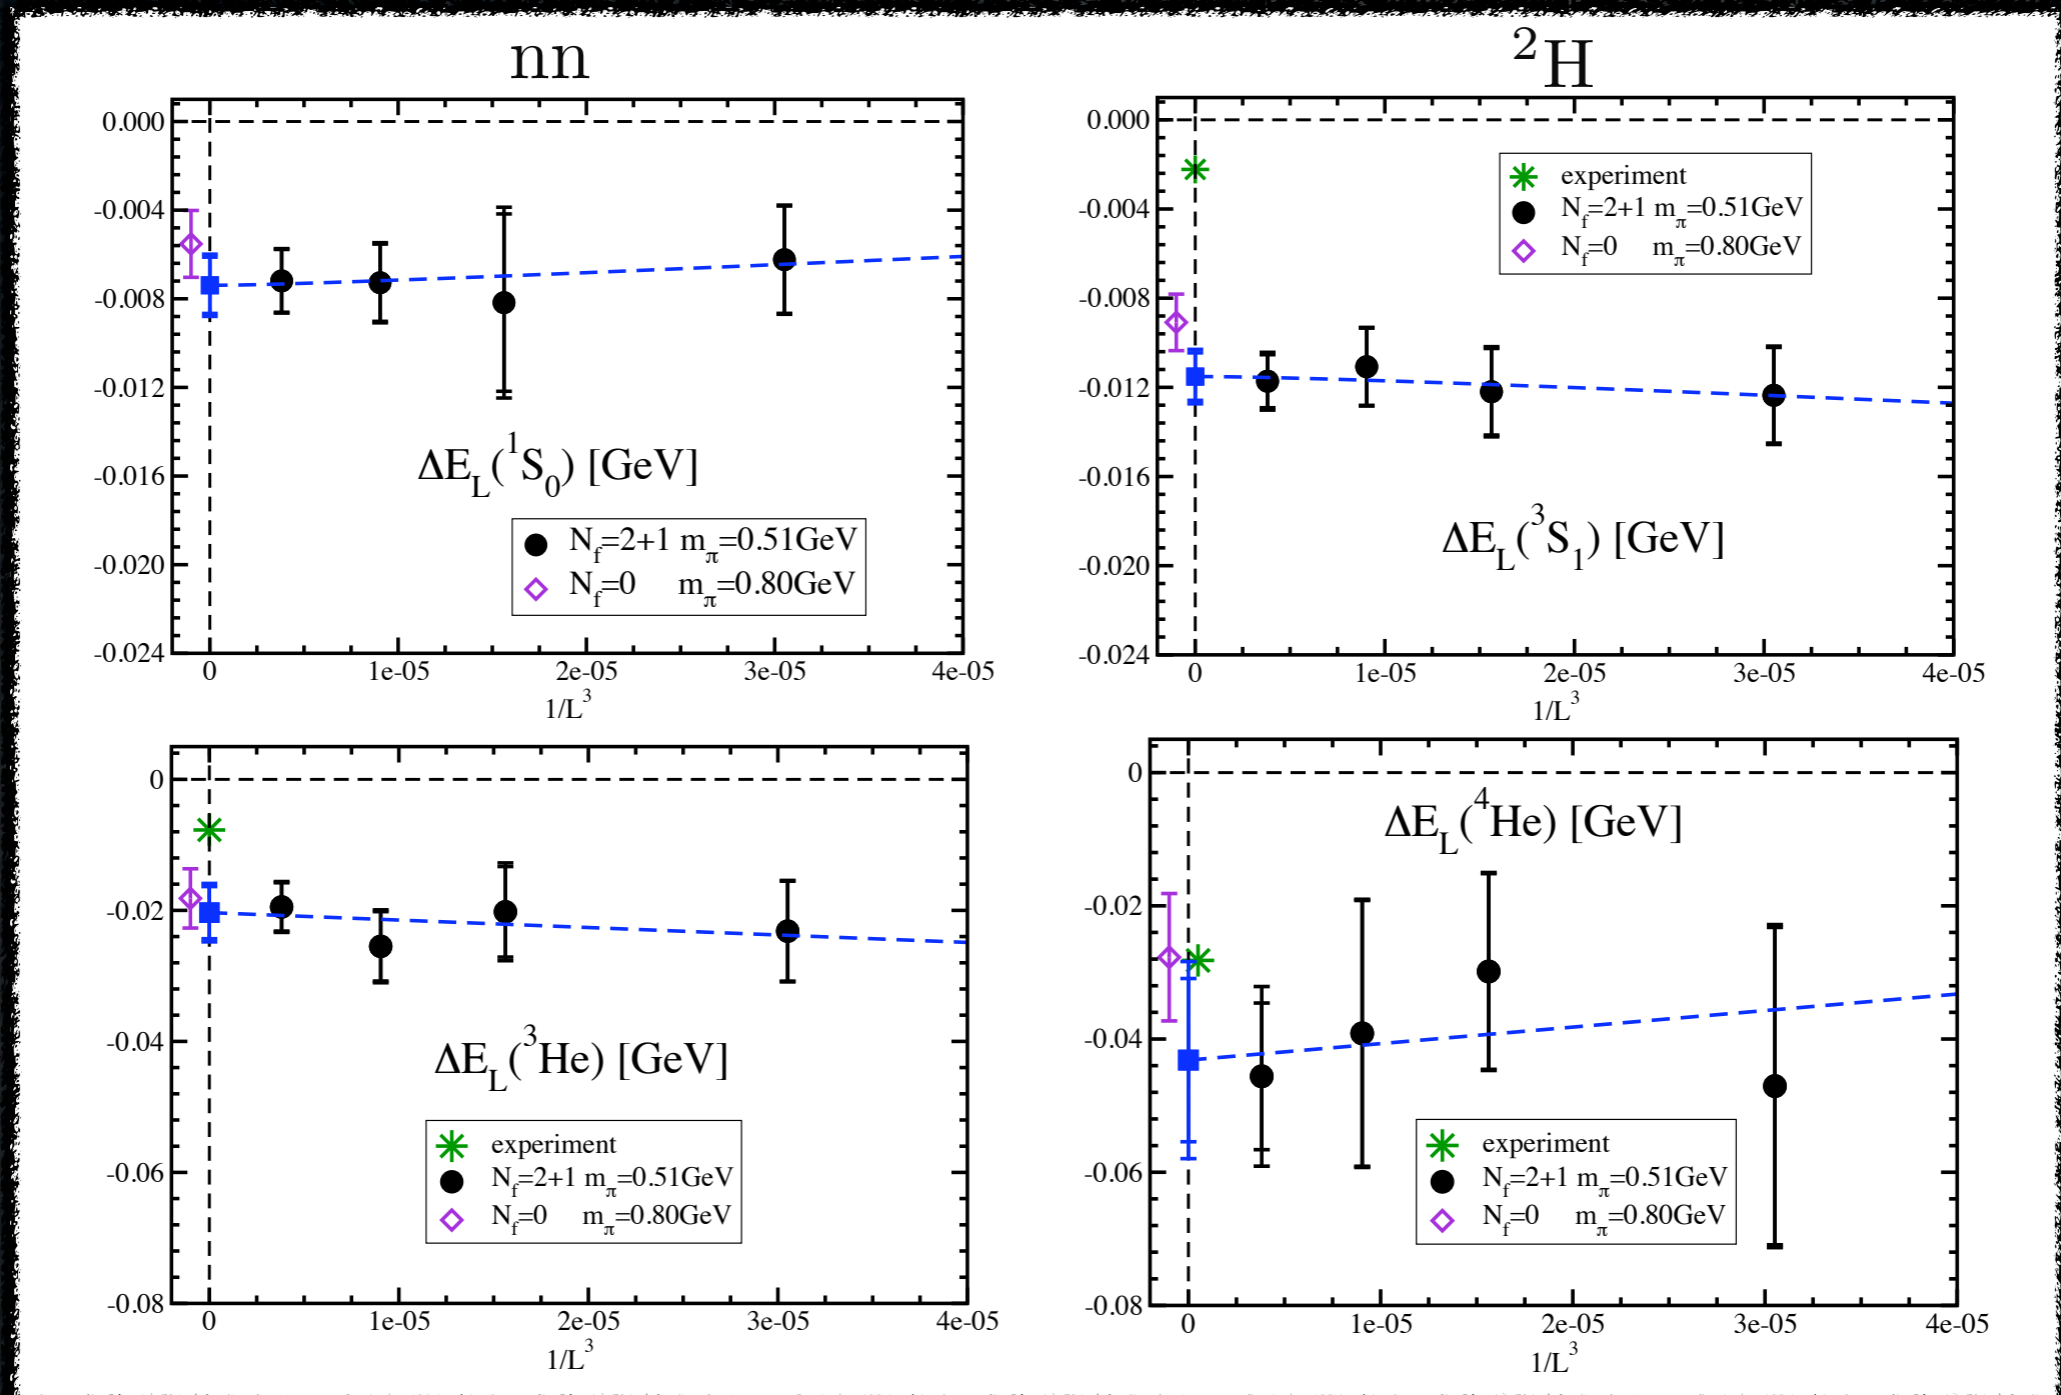 nn
0.000
-0.004
-0.008
-0.012
-0.016
-0.020
-0.024
ΔE_L(^1S_0) [GeV]
N_f=2+1 m_π=0.51GeV
N_f=0 m_π=0.80GeV
0 1e-05 2e-05 3e-05 4e-05
1/L^3
^2H
0.000
-0.004
-0.008
-0.012
-0.016
-0.020
-0.024
experiment
N_f=2+1 m_π=0.51GeV
N_f=0 m_π=0.80GeV
ΔE_L(^3S_1) [GeV]
0 1e-05 2e-05 3e-05 4e-05
1/L^3
0
-0.02
-0.04
-0.06
-0.08
ΔE_L(^3He) [GeV]
experiment
N_f=2+1 m_π=0.51GeV
N_f=0 m_π=0.80GeV
0 1e-05 2e-05 3e-05 4e-05
1/L^3
0
-0.02
-0.04
-0.06
-0.08
ΔE_L(^4He) [GeV]
experiment
N_f=2+1 m_π=0.51GeV
N_f=0 m_π=0.80GeV
0 1e-05 2e-05 3e-05 4e-05
1/L^3